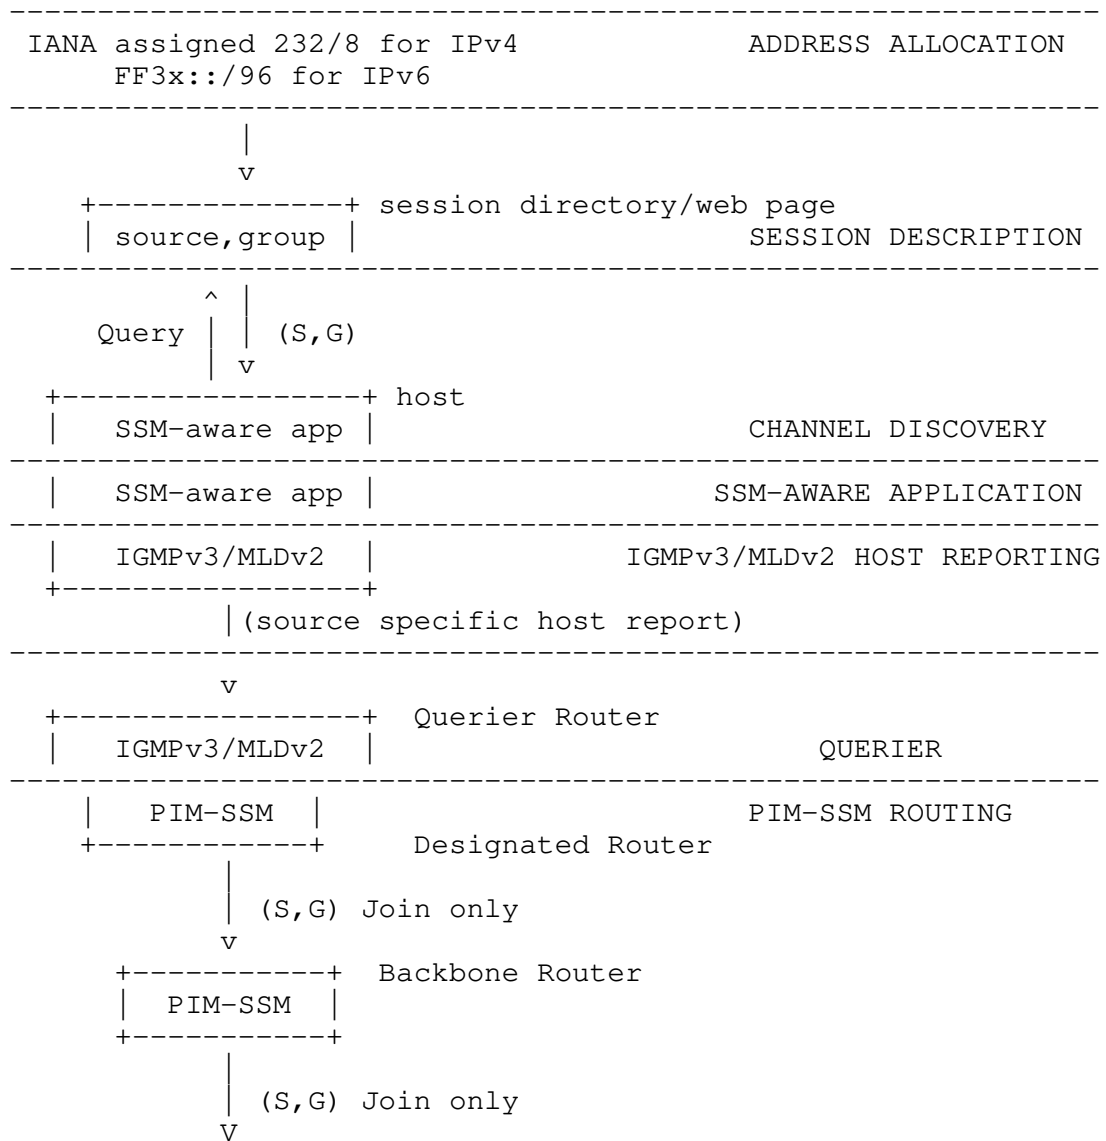 IANA assigned 232/8 for IPv4 ADDRESS ALLOCATION
FF3x::/96 for IPv6
v
session directory/web page
source,group SESSION DESCRIPTION
^
Query (S,G)
v
host
SSM-aware app CHANNEL DISCOVERY
SSM-aware app SSM-AWARE APPLICATION
IGMPv3/MLDv2 IGMPv3/MLDv2 HOST REPORTING
(source specific host report)
v
Querier Router
IGMPv3/MLDv2 QUERIER
PIM-SSM PIM-SSM ROUTING
Designated Router
(S,G) Join only
v
Backbone Router
PIM-SSM
(S,G) Join only
V